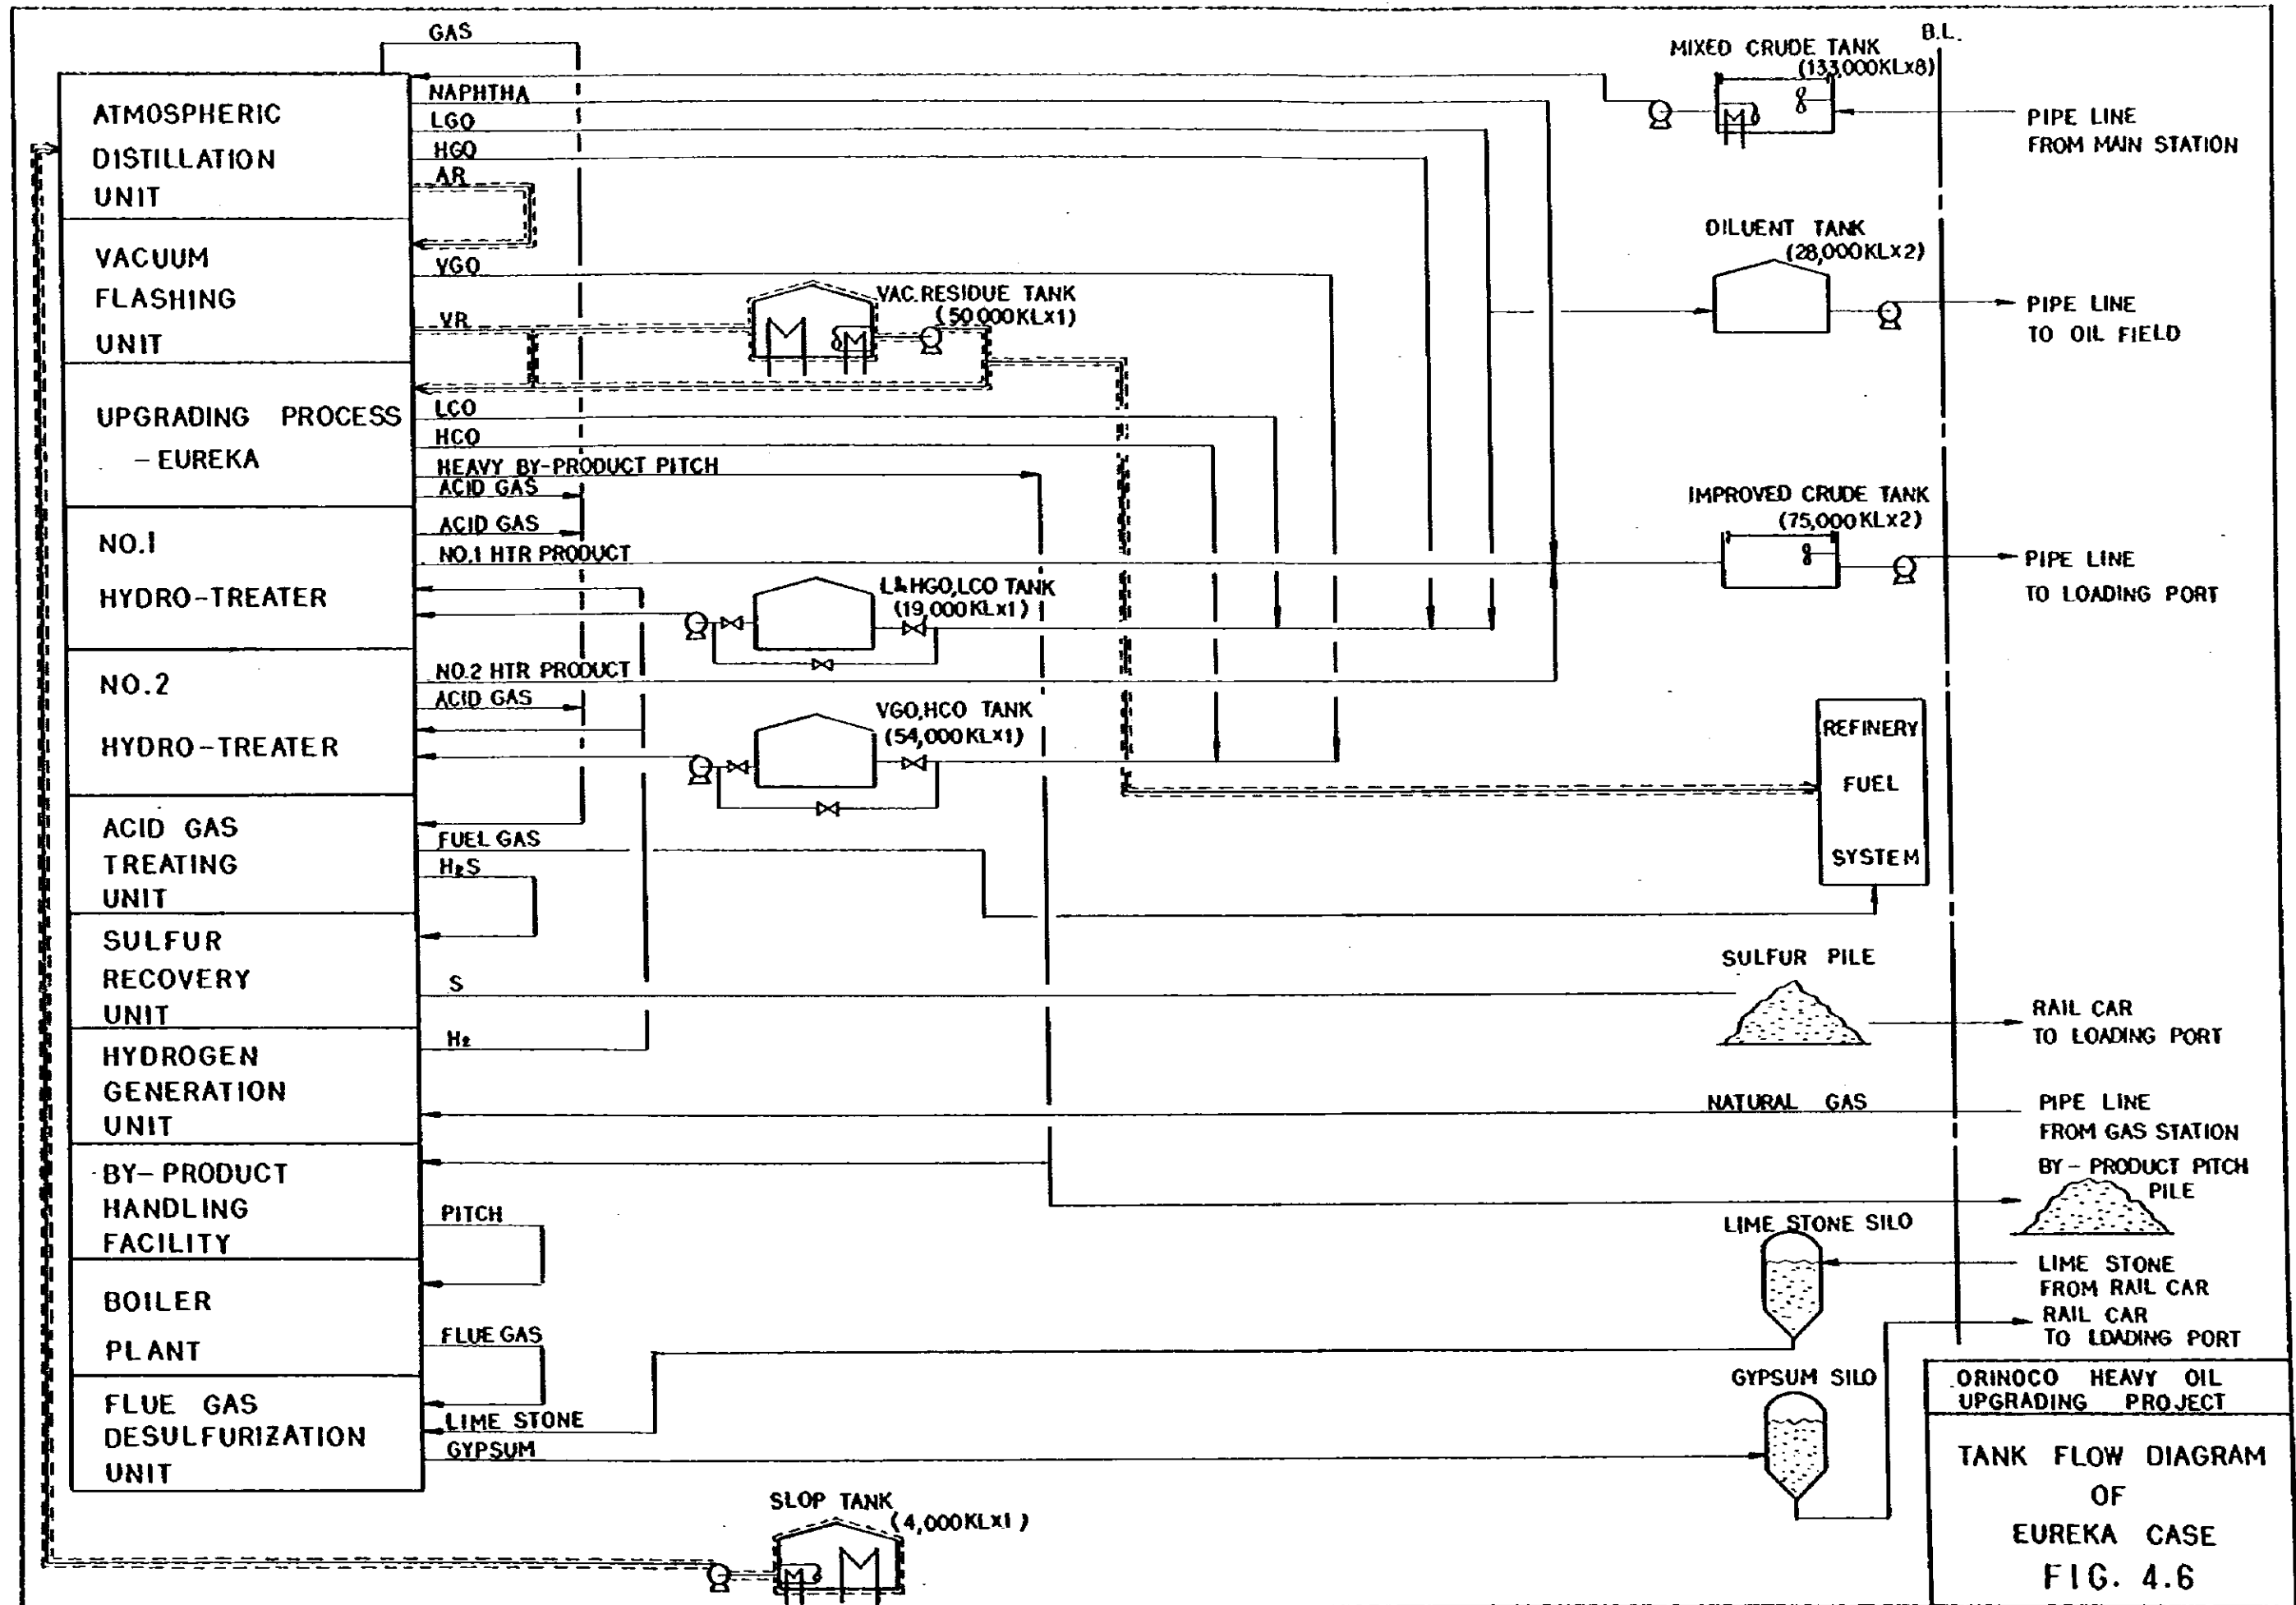 GAS
ATMOSPHERIC
DISTILLATION
UNIT
NAPHTHA
LGO
HGO
AR
VACUUM
FLASHING
UNIT
VGO
VR
VAC.RESIDUE TANK
(50000KLX1)
UPGRADING PROCESS
- EUREKA
LCO
HCO
HEAVY BY-PRODUCT PITCH
ACID GAS
NO.1
HYDRO-TREATER
ACID GAS
NO.1 HTR PRODUCT
L&HGO,LCO TANK
(19,000KLX1)
NO.2
HYDRO-TREATER
NO.2 HTR PRODUCT
ACID GAS
VGO,HCO TANK
(54,000KLX1)
ACID GAS
TREATING
UNIT
FUEL GAS
H2S
SULFUR
RECOVERY
UNIT
S
HYDROGEN
GENERATION
UNIT
H2
BY-PRODUCT
HANDLING
FACILITY
PITCH
BOILER
PLANT
FLUE GAS
FLUE GAS
DESULFURIZATION
UNIT
LIME STONE
GYPSUM
SLOP TANK
(4,000KLX1)
B.L.
MIXED CRUDE TANK
(133,000KLX8)
PIPE LINE
FROM MAIN STATION
DILUENT TANK
(28,000KLX2)
PIPE LINE
TO OIL FIELD
IMPROVED CRUDE TANK
(75,000KLX2)
PIPE LINE
TO LOADING PORT
REFINERY
FUEL
SYSTEM
SULFUR PILE
RAIL CAR
TO LOADING PORT
NATURAL GAS
PIPE LINE
FROM GAS STATION
BY-PRODUCT PITCH
PILE
LIME STONE SILO
LIME STONE
FROM RAIL CAR
RAIL CAR
TO LOADING PORT
GYPSUM SILO
ORINOCO HEAVY OIL
UPGRADING PROJECT
TANK FLOW DIAGRAM
OF
EUREKA CASE
FIG. 4.6